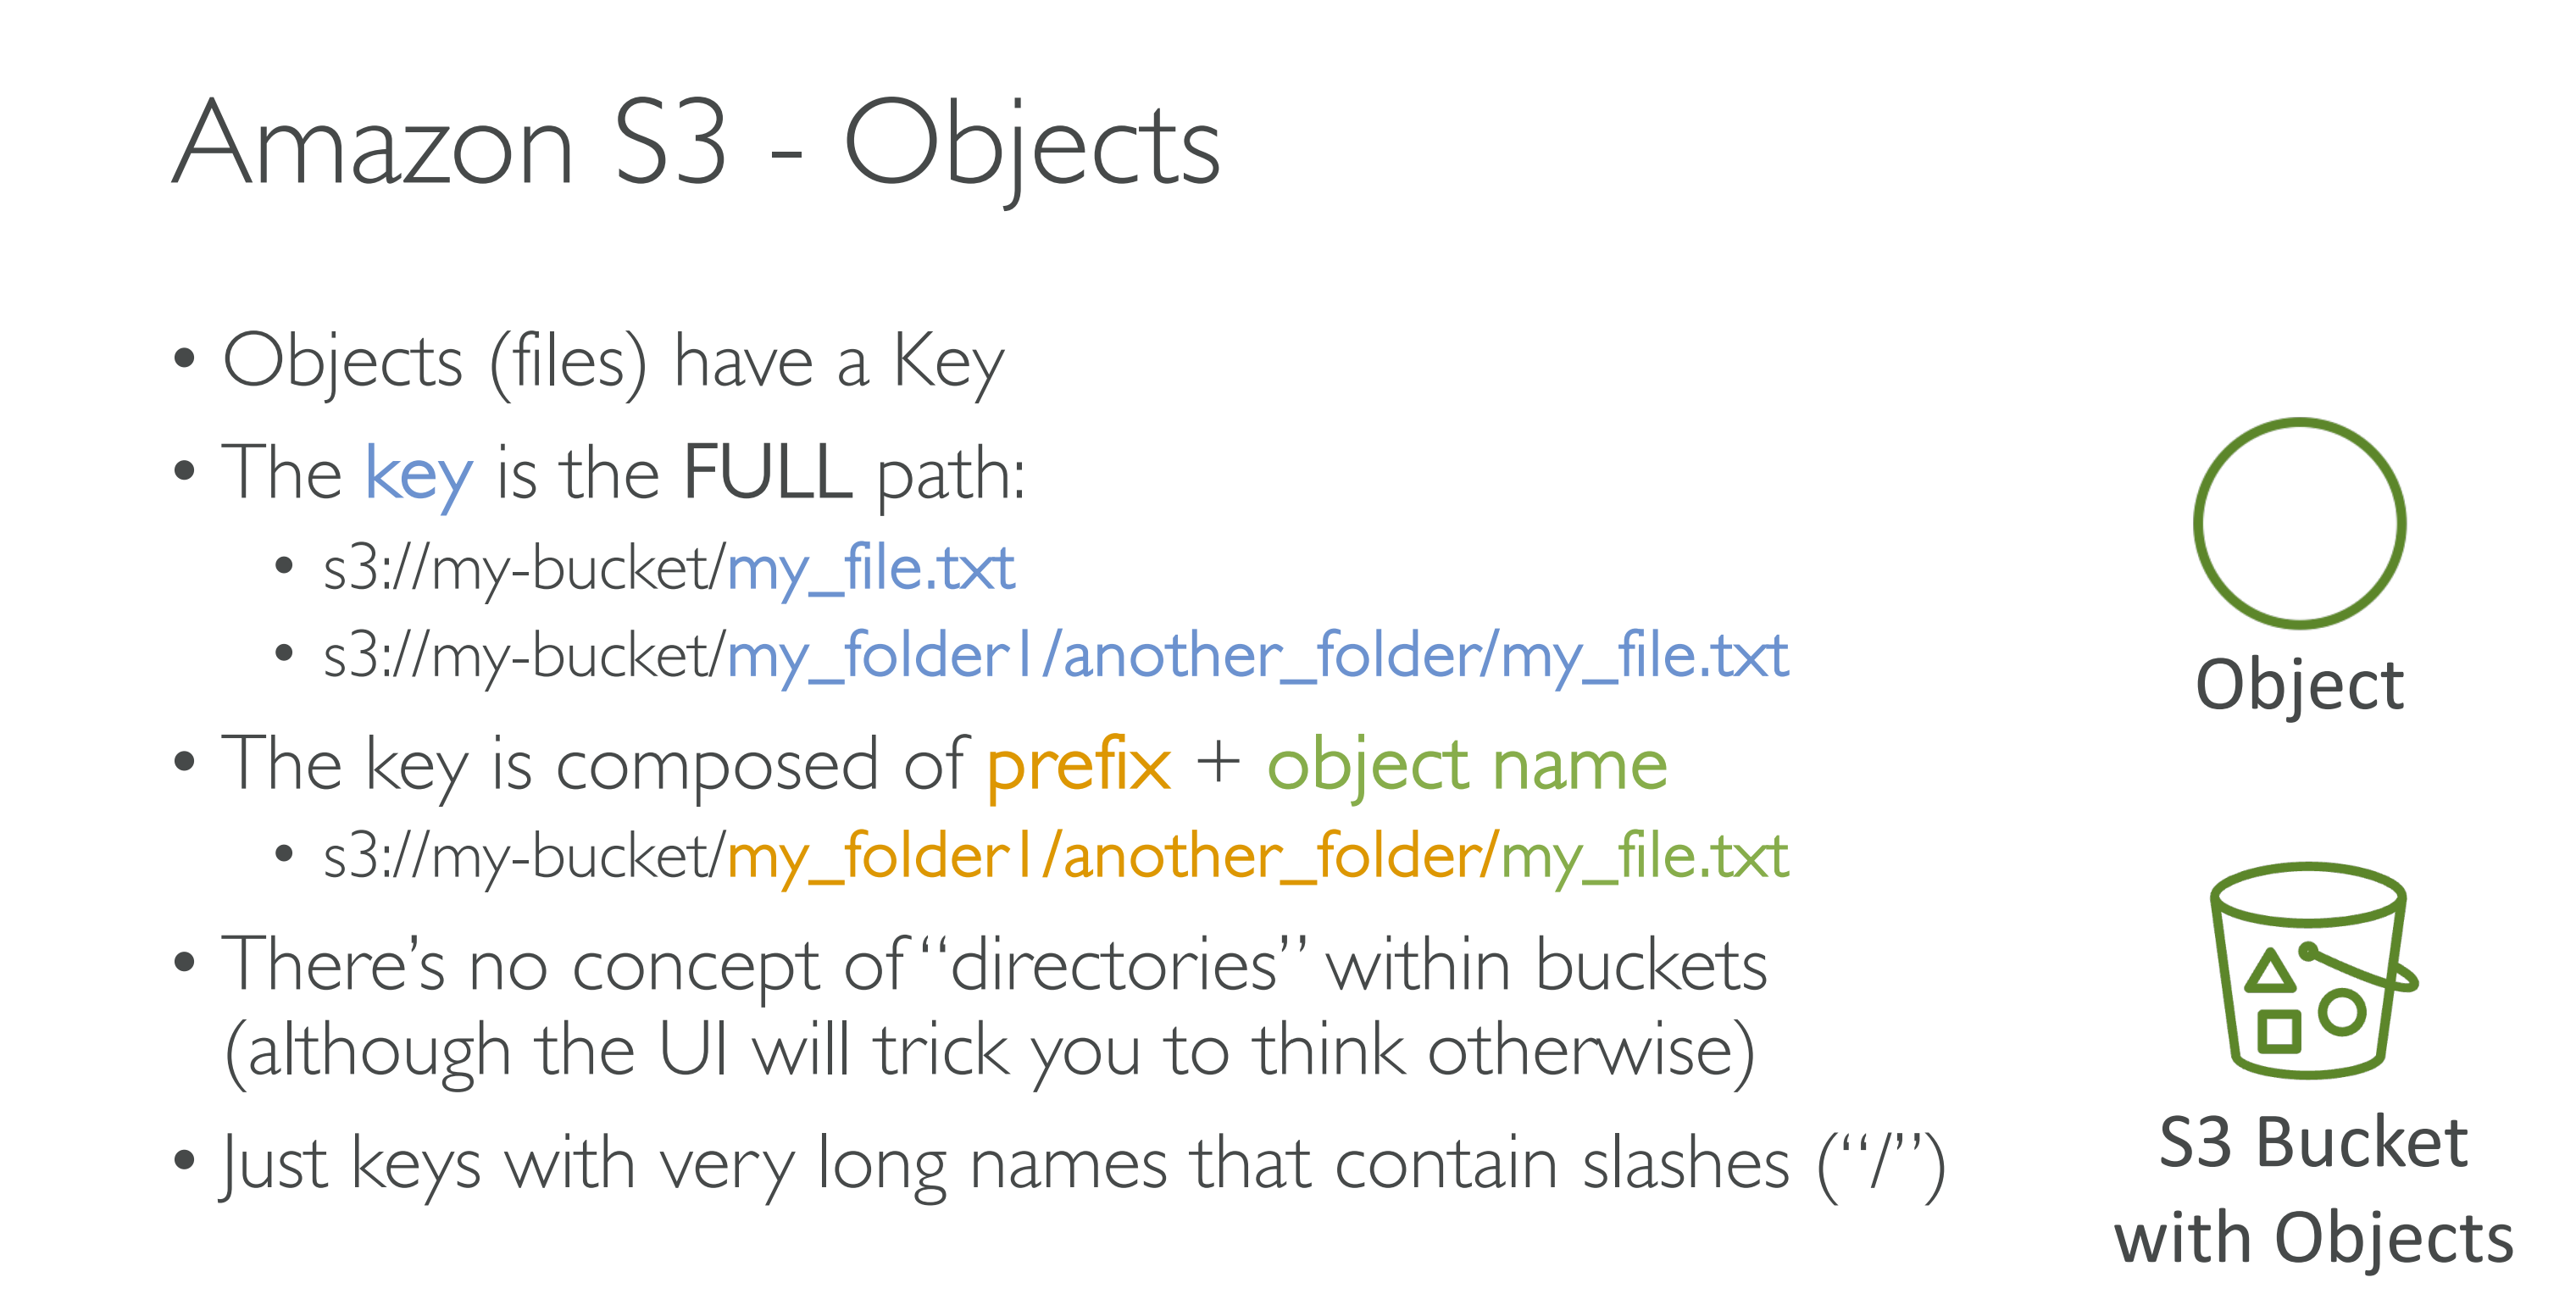 Amazon S3 - Objects
• Objects (files) have a Key
• The key is the FULL path:
• s3://my-bucket/my_file.txt
• s3://my-bucket/my_folder1/another_folder/my_file.txt
• The key is composed of prefix + object name
• s3://my-bucket/my_folder1/another_folder/my_file.txt
• There’s no concept of “directories” within buckets
(although the UI will trick you to think otherwise)
• Just keys with very long names that contain slashes (“/”)
Object
S3 Bucket
with Objects